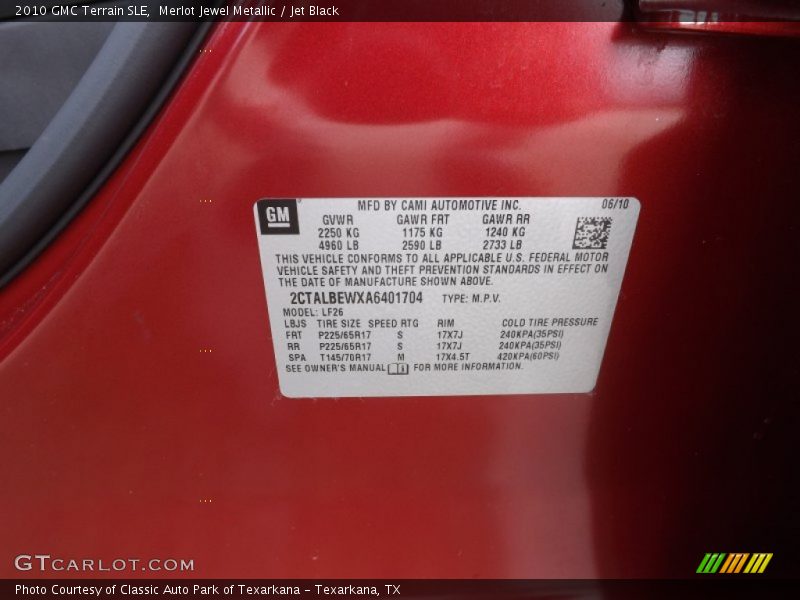 2010 GMC Terrain SLE,  Merlot Jewel Metallic / Jet Black
GM
MFD BY CAMI AUTOMOTIVE INC. 06/10
GVWR GAWR FRT GAWR RR
2250 KG 1175 KG 1240 KG
4960 LB 2590 LB 2733 LB
THIS VEHICLE CONFORMS TO ALL APPLICABLE U.S. FEDERAL MOTOR
VEHICLE SAFETY AND THEFT PREVENTION STANDARDS IN EFFECT ON
THE DATE OF MANUFACTURE SHOWN ABOVE.
2CTALBEWXA6401704 TYPE: M.P.V.
MODEL: LF26
LBJS TIRE SIZE SPEED RTG RIM COLD TIRE PRESSURE
FRT P225/65R17 S 17X7J 240KPA(35PSI)
RR P225/65R17 S 17X7J 240KPA(35PSI)
SPA T145/70R17 M 17X4.5T 420KPA(60PSI)
SEE OWNER'S MANUAL FOR MORE INFORMATION.
GTCARLOT.COM
Photo Courtesy of Classic Auto Park of Texarkana - Texarkana, TX